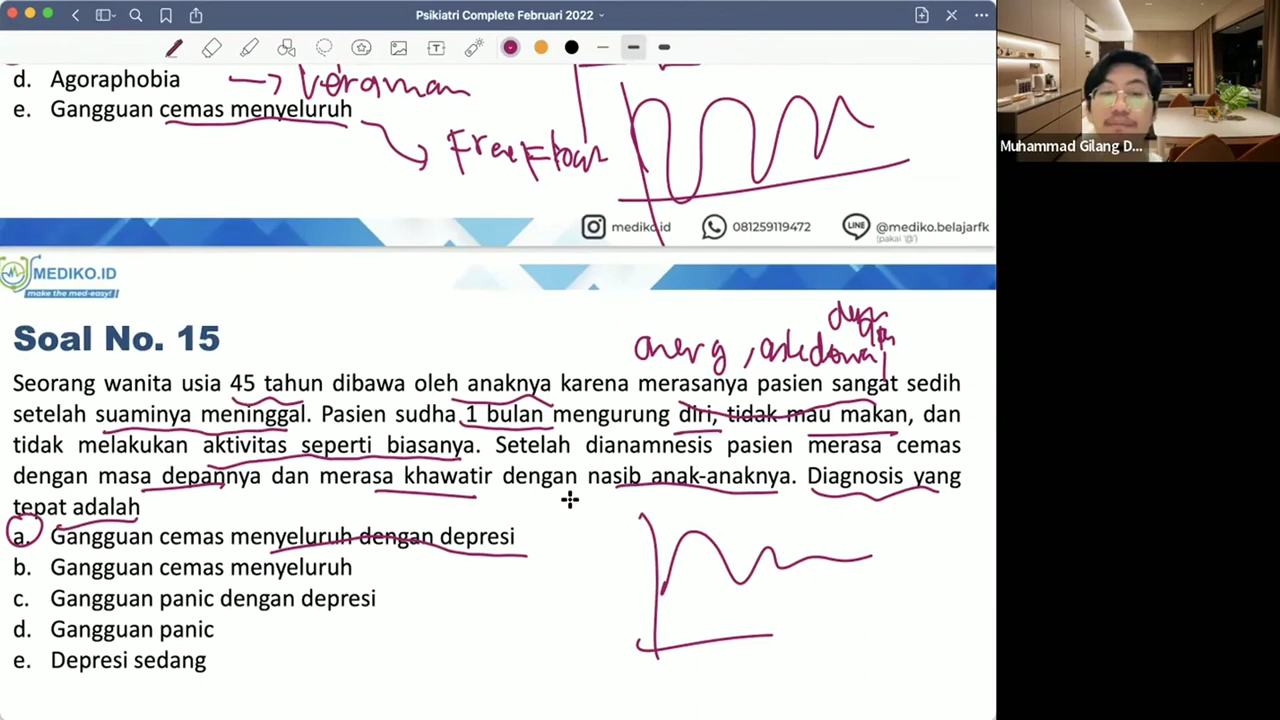 Psikiatri Complete Februari 2022
d. Agoraphobia → Keraman
e. Gangguan cemas menyeluruh
Free Float
mediko.id 081259119472 LINE @mediko.belajarfk
(pakai '@')
MEDIKO.ID
make the med-easy!
Soal No. 15
Seorang wanita usia 45 tahun dibawa oleh anaknya karena merasanya pasien sangat sedih
setelah suaminya meninggal. Pasien sudha 1 bulan mengurung diri, tidak mau makan, dan
tidak melakukan aktivitas seperti biasanya. Setelah dianamnesis pasien merasa cemas
dengan masa depannya dan merasa khawatir dengan nasib anak-anaknya. Diagnosis yang
tepat adalah
a. Gangguan cemas menyeluruh dengan depresi
b. Gangguan cemas menyeluruh
c. Gangguan panic dengan depresi
d. Gangguan panic
e. Depresi sedang
Muhammad Gilang D...